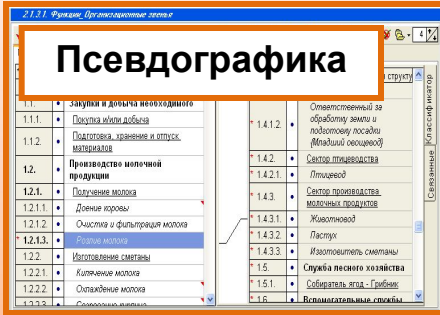 2.1.3.1. Функции_Организационные звенья
4
Псевдографика
структу
1.1. Закупки и добыча необходимого
1.1.1. Покупка и/или добыча
1.1.2. Подготовка, хранение и отпуск
материалов
1.2. Производство молочной
продукции
1.2.1. Получение молока
1.2.1.1. Доение коровы
1.2.1.2. Очистка и фильтрация молока
* 1.2.1.3. Розлив молока
1.2.2. Изготовление сметаны
1.2.2.1. Кипячение молока
1.2.2.2. Охлаждение молока
1.2.2.3. Созревание
* 1.4.1.2. Ответственный за
обработку земли и
подготовку посадки
(Младший овощевод)
* 1.4.2. Сектор птицеводства
* 1.4.2.1. Птицевод
* 1.4.3. Сектор производства
молочных продуктов
* 1.4.3.1. Животновод
* 1.4.3.2. Пастух
* 1.4.3.3. Изготовитель сметаны
* 1.5. Служба лесного хозяйства
* 1.5.1. Собиратель ягод - Грибник
* 1.6. Вспомогательные службы
Классификатор
Связанные